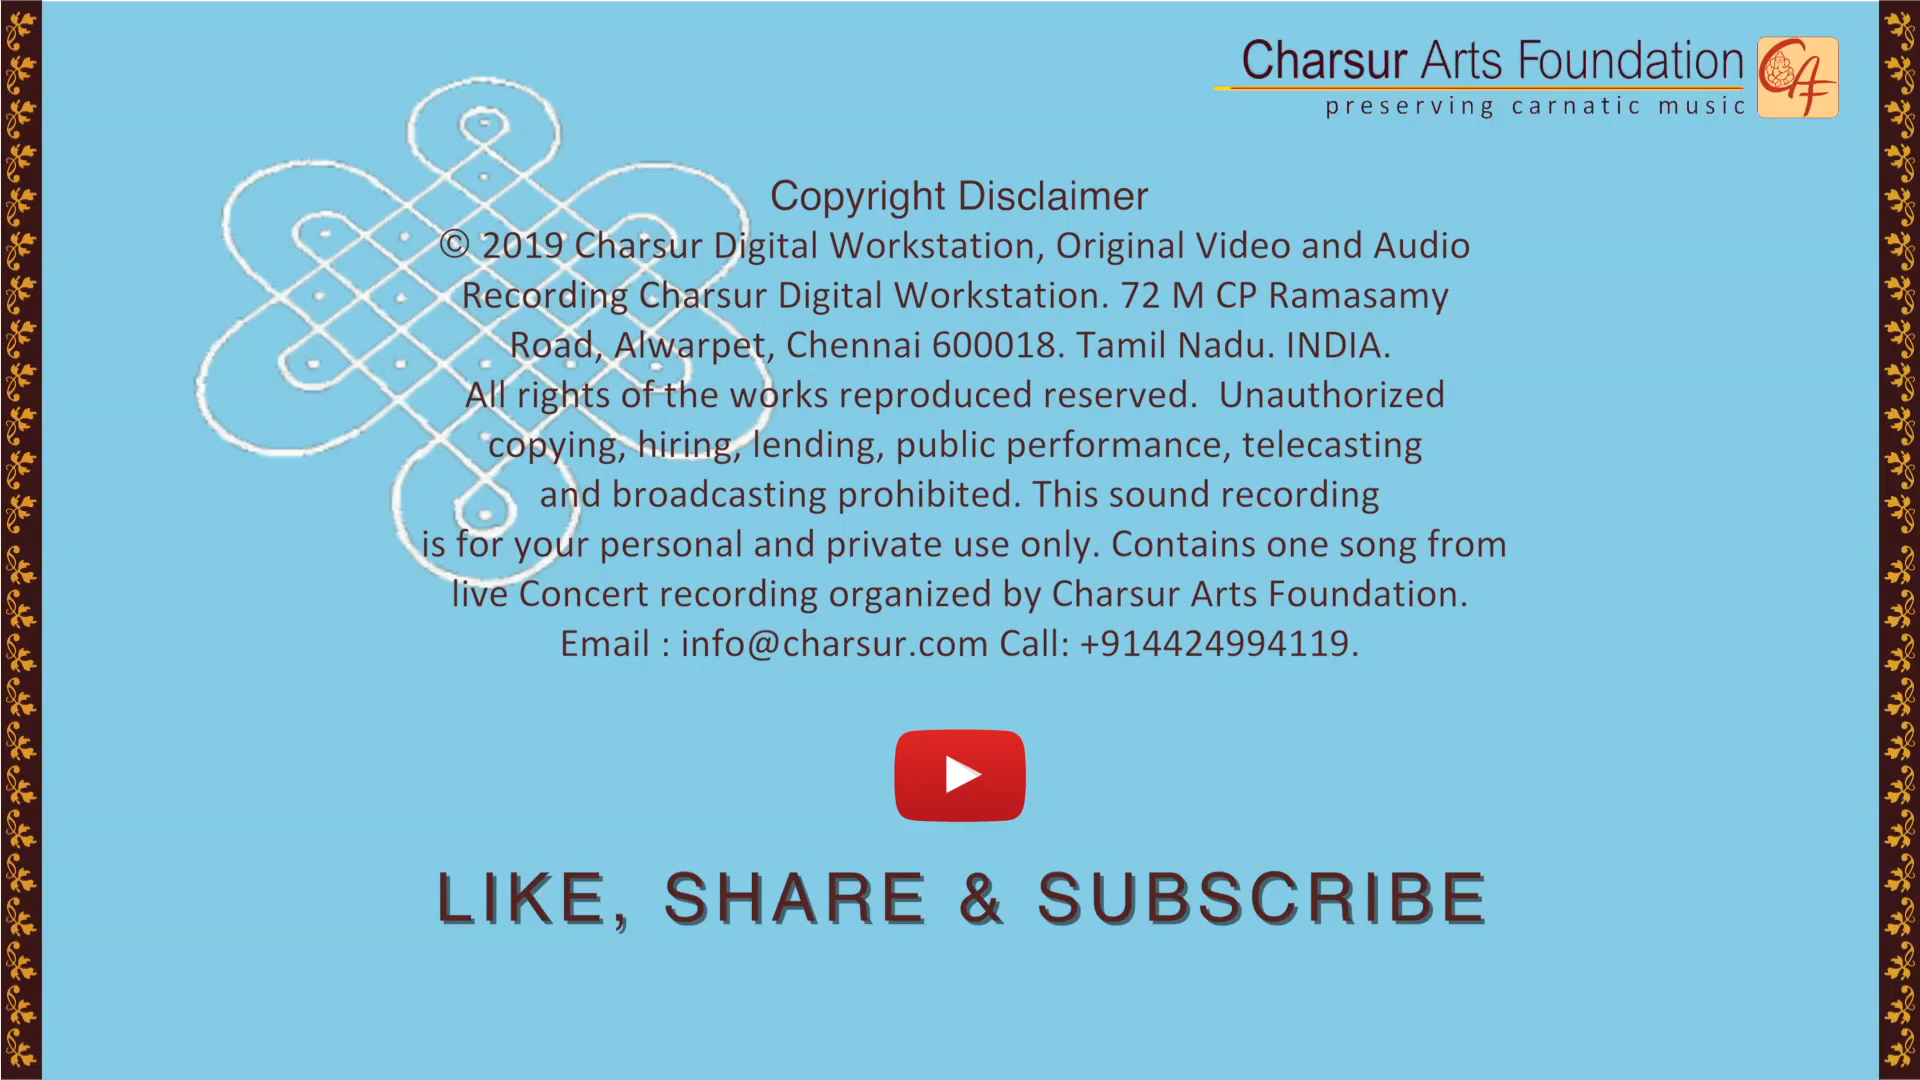 Charsur Arts Foundation
preserving carnatic music
Copyright Disclaimer
© 2019 Charsur Digital Workstation, Original Video and Audio
Recording Charsur Digital Workstation. 72 M CP Ramasamy
Road, Alwarpet, Chennai 600018. Tamil Nadu. INDIA.
All rights of the works reproduced reserved.  Unauthorized
copying, hiring, lending, public performance, telecasting
and broadcasting prohibited. This sound recording
is for your personal and private use only. Contains one song from
live Concert recording organized by Charsur Arts Foundation.
Email : info@charsur.com Call: +914424994119.
LIKE, SHARE & SUBSCRIBE